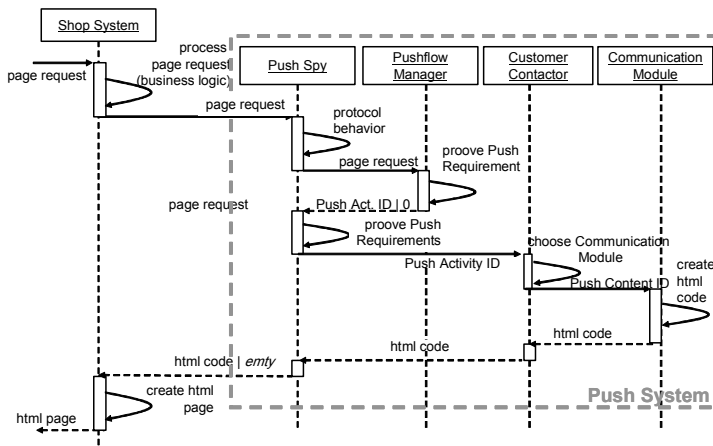 Shop System
process
page request
(business logic)
page request
Push Spy
Pushflow
Manager
Customer
Contactor
Communication
Module
page request
protocol
behavior
page request
proove Push
Requirement
page request
Push Act. ID | 0
proove Push
Requirements
Push Activity ID
choose Communication
Module
Push Content ID
create
html
code
html code
html code
html code | emty
create html
page
html page
Push System